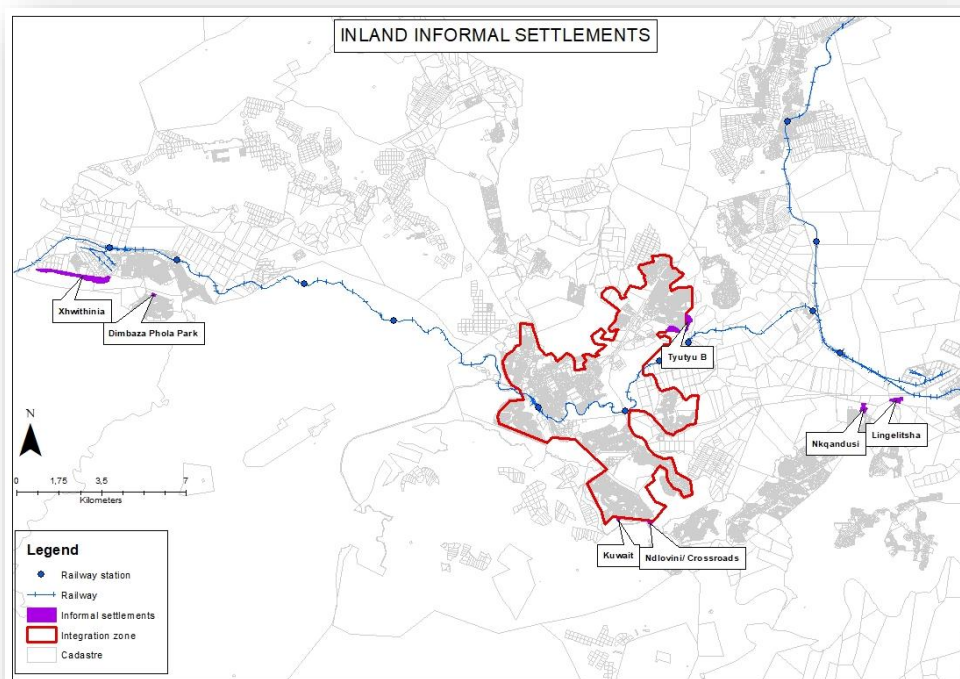 INLAND INFORMAL SETTLEMENTS
Xhwithinia
Dimbaza Phola Park
Tyutyu B
Nkqandusi
Lingelitsha
Kuwait
Ndlovini/ Crossroads
N
0 1,75 3,5 7
Kilometers
Legend
Railway station
Railway
Informal settlements
Integration zone
Cadastre